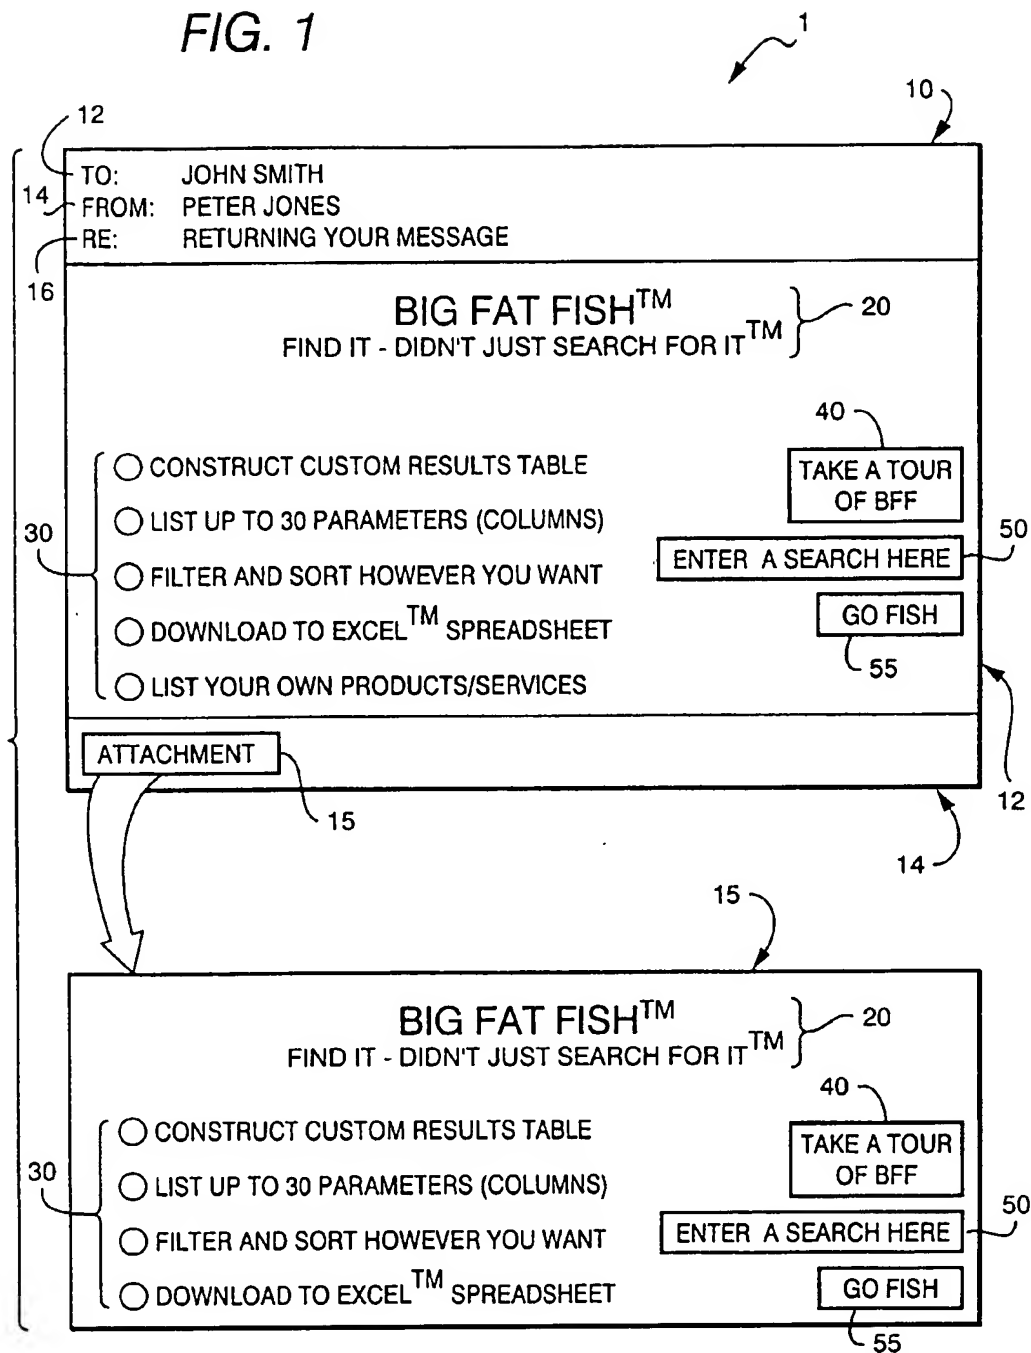 FIG. 1
1
10
12
TO: JOHN SMITH
14
FROM: PETER JONES
RE: RETURNING YOUR MESSAGE
16
BIG FAT FISH™
20
FIND IT - DIDN'T JUST SEARCH FOR IT™
40
CONSTRUCT CUSTOM RESULTS TABLE
TAKE A TOUR
OF BFF
LIST UP TO 30 PARAMETERS (COLUMNS)
30
50
ENTER A SEARCH HERE
FILTER AND SORT HOWEVER YOU WANT
GO FISH
DOWNLOAD TO EXCEL™ SPREADSHEET
55
LIST YOUR OWN PRODUCTS/SERVICES
ATTACHMENT
12
15
14
15
BIG FAT FISH™
20
FIND IT - DIDN'T JUST SEARCH FOR IT™
40
CONSTRUCT CUSTOM RESULTS TABLE
TAKE A TOUR
OF BFF
30
LIST UP TO 30 PARAMETERS (COLUMNS)
50
ENTER A SEARCH HERE
FILTER AND SORT HOWEVER YOU WANT
GO FISH
DOWNLOAD TO EXCEL™ SPREADSHEET
55